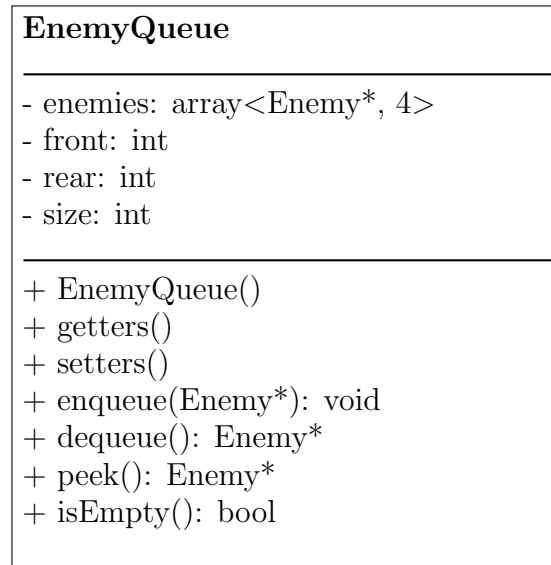 EnemyQueue
- enemies: array<Enemy*, 4>
- front: int
- rear: int
- size: int
+ EnemyQueue()
+ getters()
+ setters()
+ enqueue(Enemy*): void
+ dequeue(): Enemy*
+ peek(): Enemy*
+ isEmpty(): bool